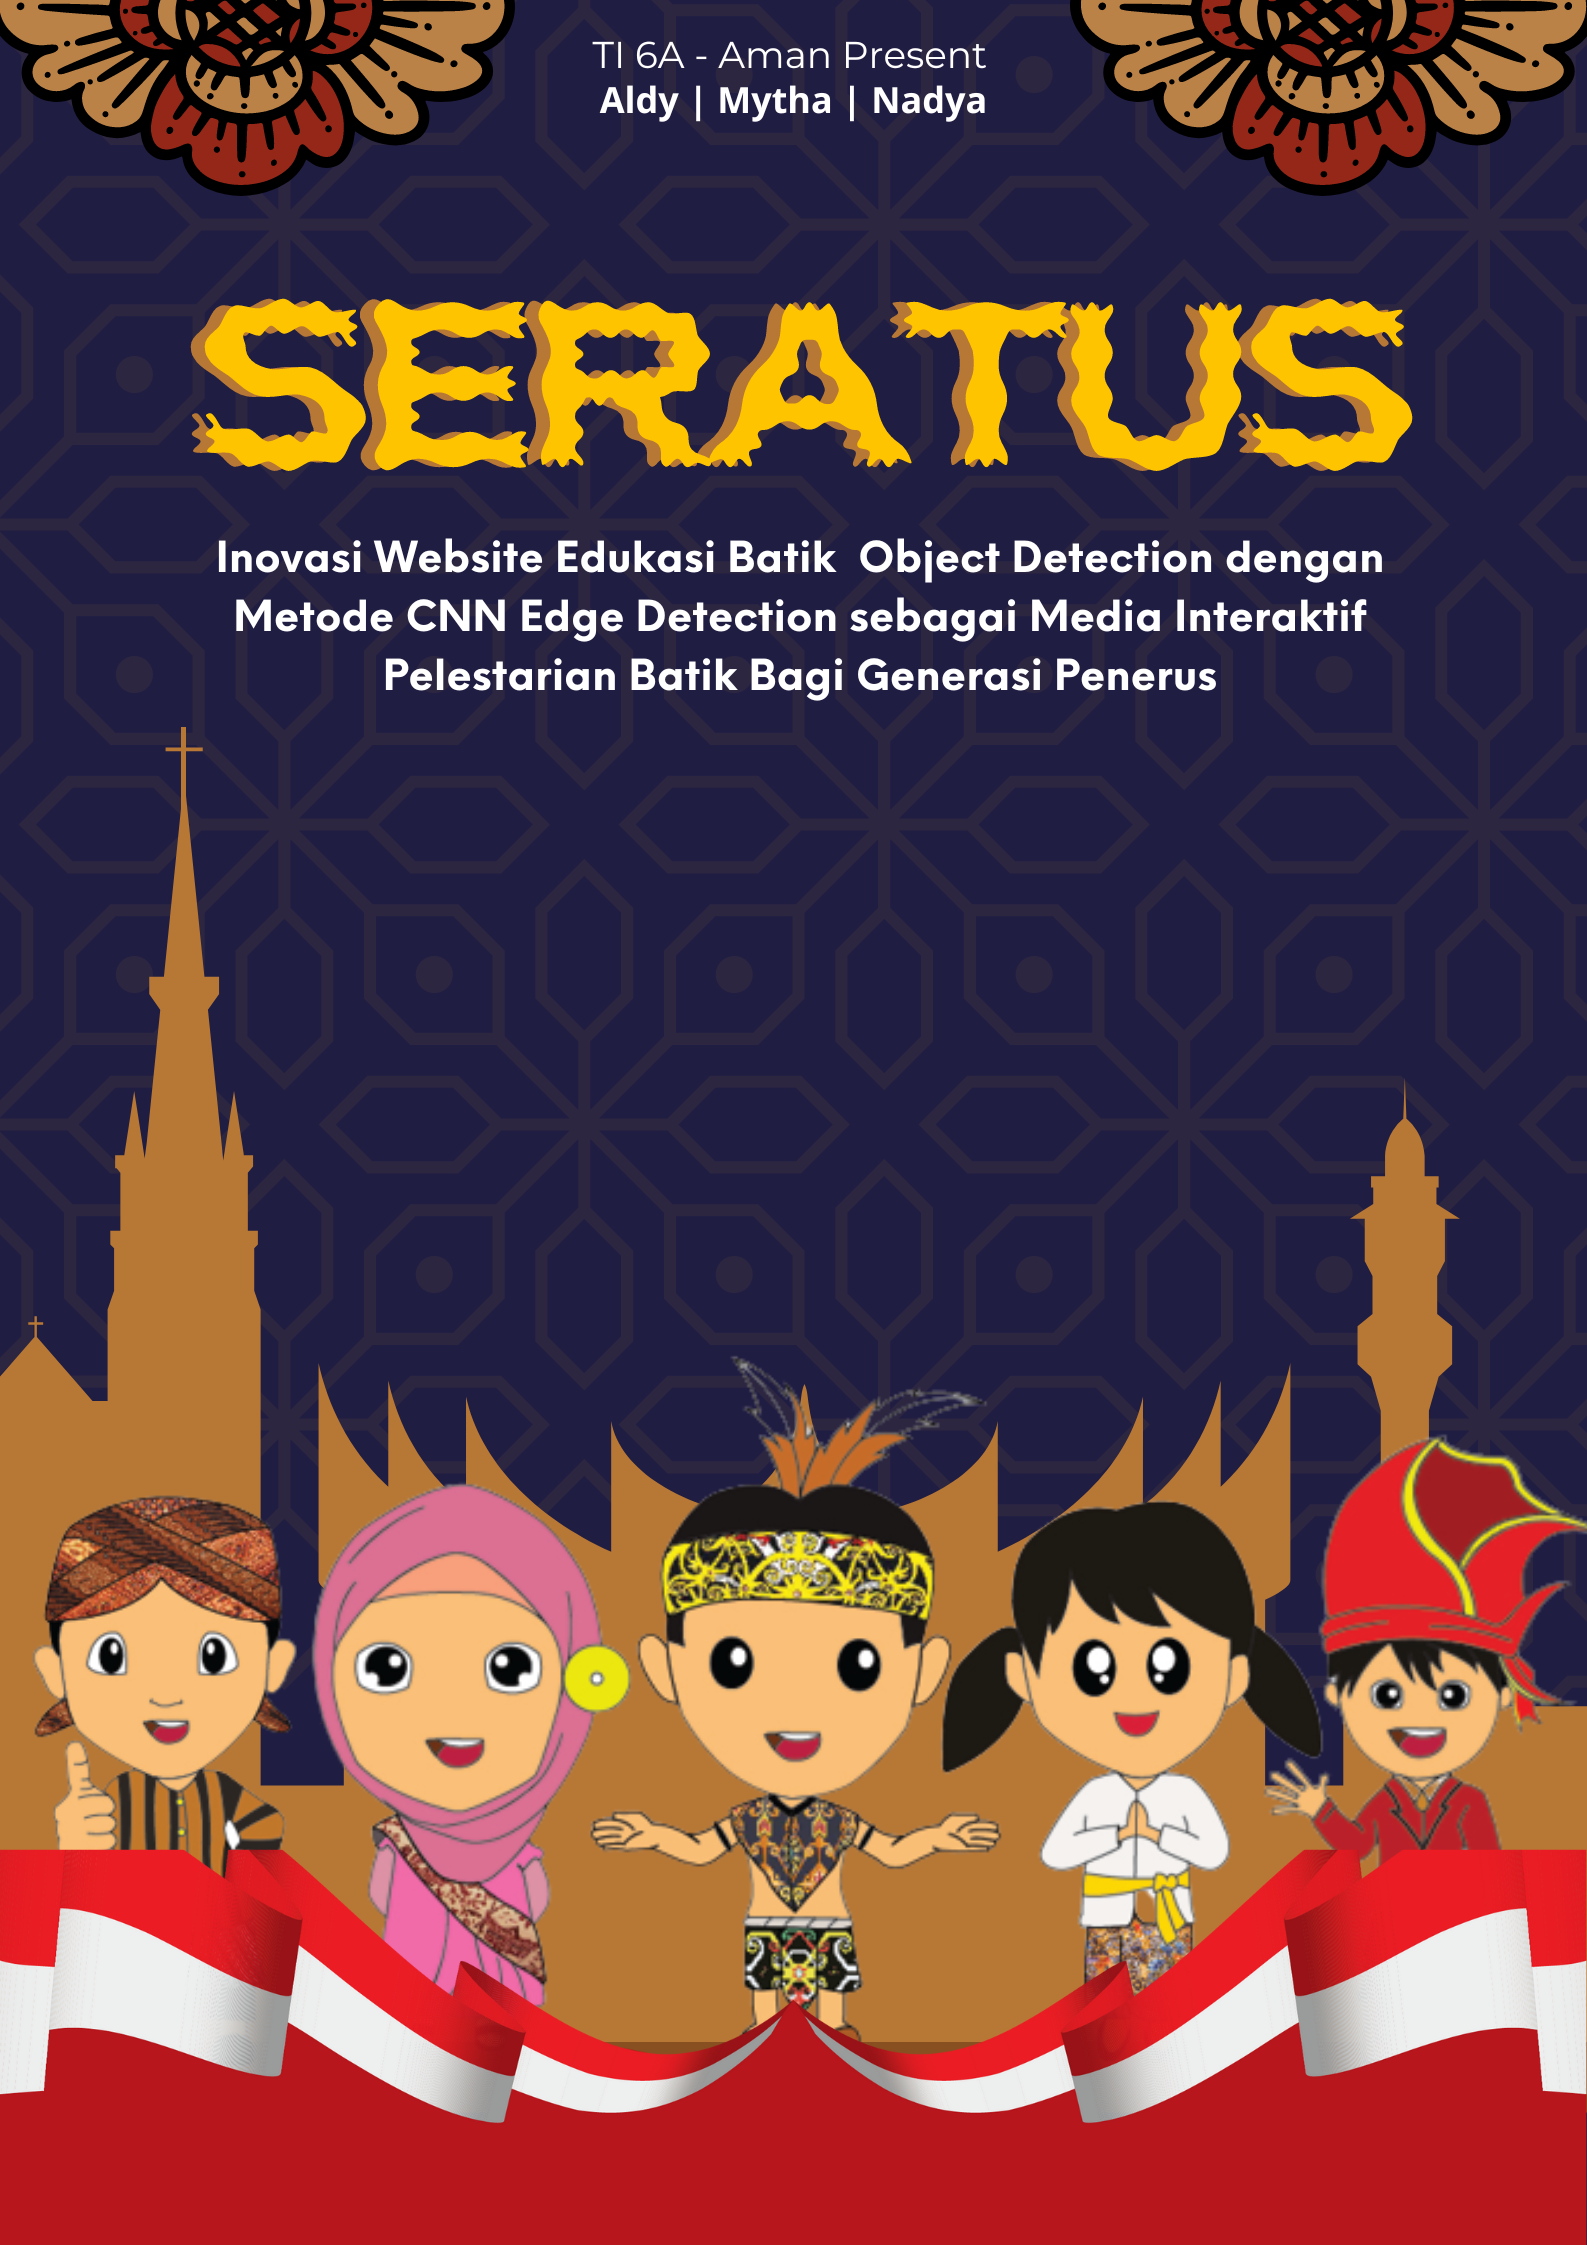 TI 6A - Aman Present
Aldy | Mytha | Nadya
SERATUS
Inovasi Website Edukasi Batik  Object Detection dengan
Metode CNN Edge Detection sebagai Media Interaktif
Pelestarian Batik Bagi Generasi Penerus